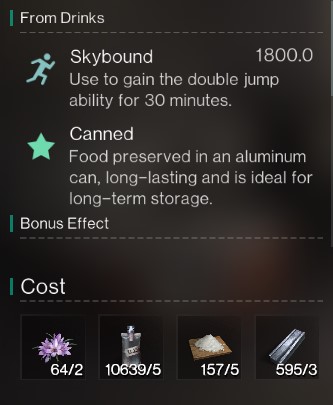 From Drinks
Skybound 1800.0
Use to gain the double jump
ability for 30 minutes.
Canned
Food preserved in an aluminum
can, long-lasting and is ideal for
long-term storage.
Bonus Effect
Cost
64/2 10639/5 157/5 595/3